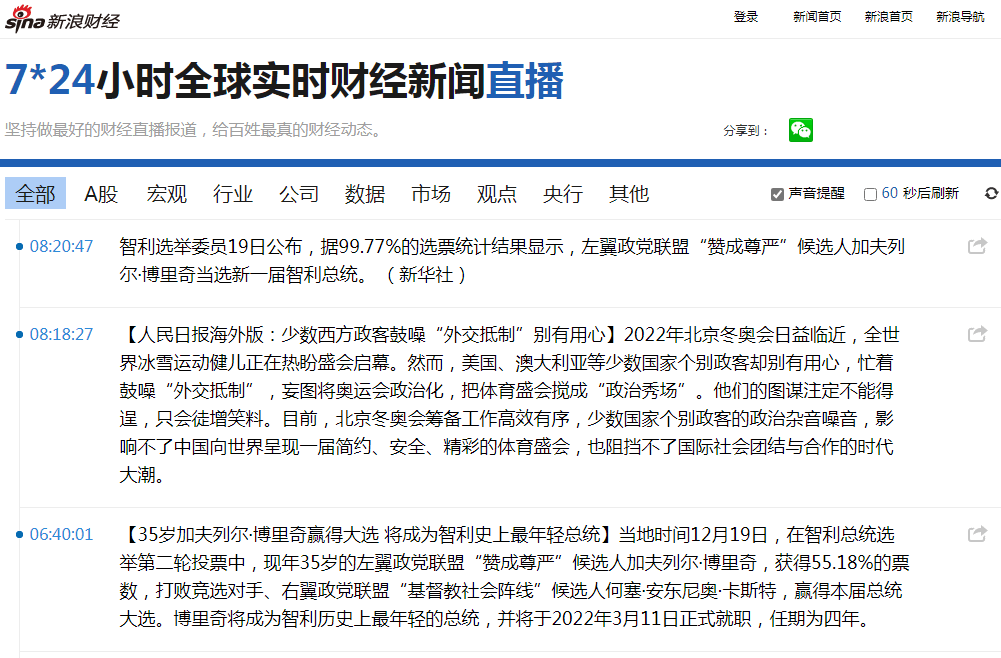 sina新浪财经
登录 新闻首页 新浪首页 新浪导航
7*24小时全球实时财经新闻直播
坚持做最好的财经直播报道，给百姓最真的财经动态。
分享到：
全部 A股 宏观 行业 公司 数据 市场 观点 央行 其他 声音提醒 60 秒后刷新
08:20:47 智利选举委员19日公布，据99.77%的选票统计结果显示，左翼政党联盟“赞成尊严”候选人加夫列
尔·博里奇当选新一届智利总统。（新华社）
08:18:27 【人民日报海外版：少数西方政客鼓噪“外交抵制”别有用心】2022年北京冬奥会日益临近，全世
界冰雪运动健儿正在热盼盛会启幕。然而，美国、澳大利亚等少数国家个别政客却别有用心，忙着
鼓噪“外交抵制”，妄图将奥运会政治化，把体育盛会搅成“政治秀场”。他们的图谋注定不能得
逞，只会徒增笑料。目前，北京冬奥会筹备工作高效有序，少数国家个别政客的政治杂音噪音，影
响不了中国向世界呈现一届简约、安全、精彩的体育盛会，也阻挡不了国际社会团结与合作的时代
大潮。
06:40:01 【35岁加夫列尔·博里奇赢得大选 将成为智利史上最年轻总统】当地时间12月19日，在智利总统选
举第二轮投票中，现年35岁的左翼政党联盟“赞成尊严”候选人加夫列尔·博里奇，获得55.18%的票
数，打败竞选对手、右翼政党联盟“基督教社会阵线”候选人何塞·安东尼奥·卡斯特，赢得本届总统
大选。博里奇将成为智利历史上最年轻的总统，并将于2022年3月11日正式就职，任期为四年。